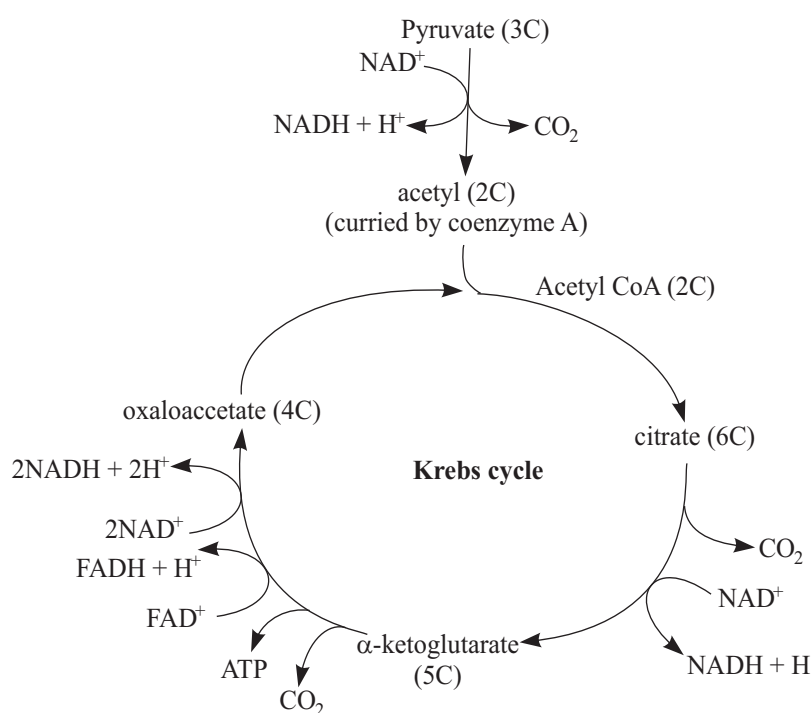 Pyruvate (3C)
NAD⁺
NADH + H⁺
CO₂
acetyl (2C)
(curried by coenzyme A)
Acetyl CoA (2C)
oxaloaccetate (4C)
citrate (6C)
Krebs cycle
2NADH + 2H⁺
2NAD⁺
FADH + H⁺
FAD⁺
ATP
CO₂
α-ketoglutarate
(5C)
CO₂
NAD⁺
NADH + H